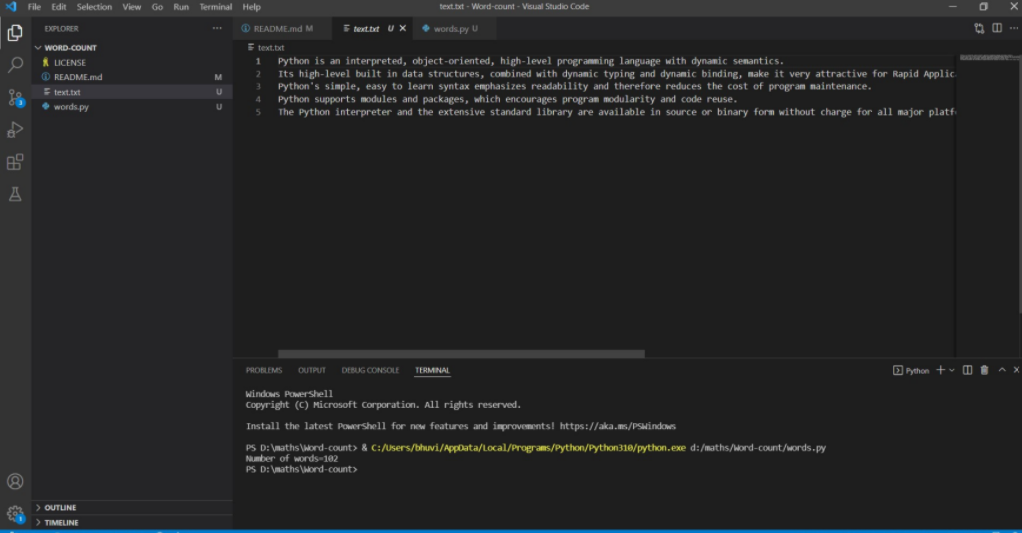 File Edit Selection View Go Run Terminal Help
text.txt - Word-count - Visual Studio Code
EXPLORER
WORD-COUNT
LICENSE
README.md M
text.txt U
words.py U
OUTLINE
TIMELINE
README.md M
text.txt U
words.py U
text.txt
1 Python is an interpreted, object-oriented, high-level programming language with dynamic semantics.
2 Its high-level built in data structures, combined with dynamic typing and dynamic binding, make it very attractive for Rapid Applic
3 Python's simple, easy to learn syntax emphasizes readability and therefore reduces the cost of program maintenance.
4 Python supports modules and packages, which encourages program modularity and code reuse.
5 The Python interpreter and the extensive standard library are available in source or binary form without charge for all major platf
PROBLEMS OUTPUT DEBUG CONSOLE TERMINAL
Python
Windows PowerShell
Copyright (C) Microsoft Corporation. All rights reserved.
Install the latest PowerShell for new features and improvements! https://aka.ms/PSWindows
PS D:\maths\Word-count> & C:/Users/bhuvi/AppData/Local/Programs/Python/Python310/python.exe d:/maths/Word-count/words.py
Number of words=102
PS D:\maths\Word-count>
3
1